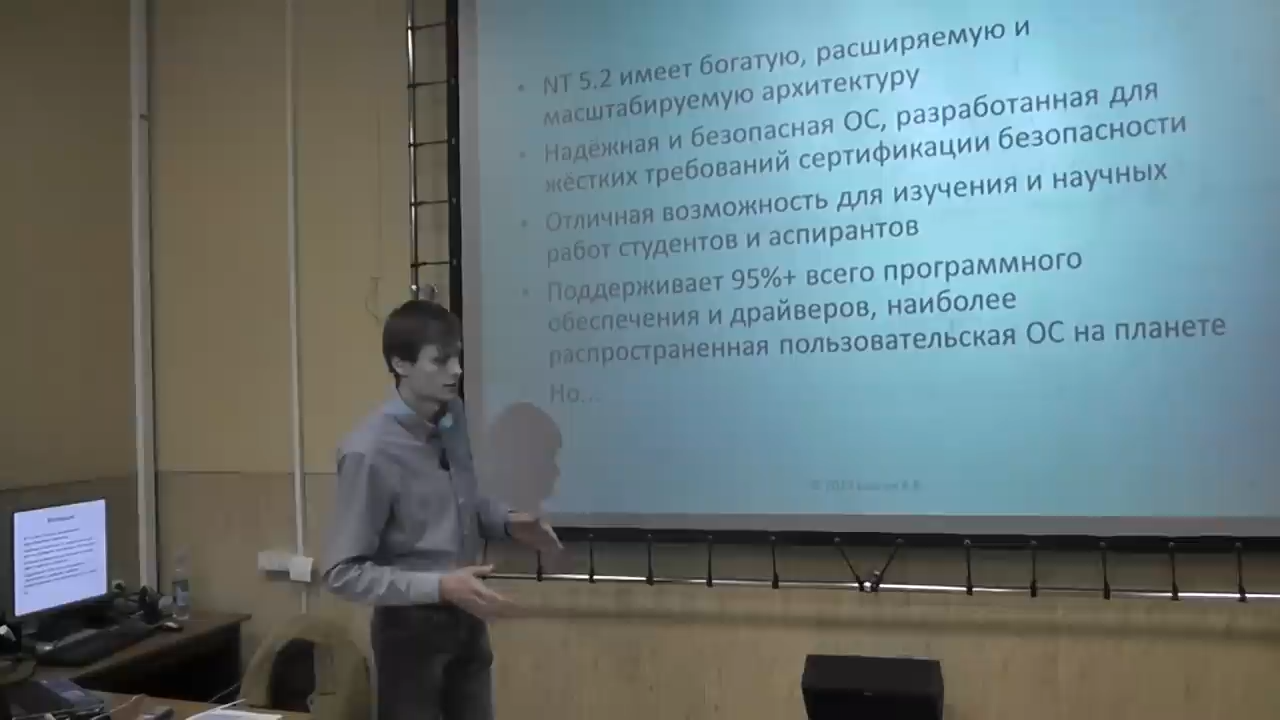 • NT 5.2 имеет богатую, расширяемую и
масштабируемую архитектуру
• Надёжная и безопасная ОС, разработанная для
жёстких требований сертификации безопасности
• Отличная возможность для изучения и научных
работ студентов и аспирантов
• Поддерживает 95%+ всего программного
обеспечения и драйверов, наиболее
распространенная пользовательская ОС на планете
Но...